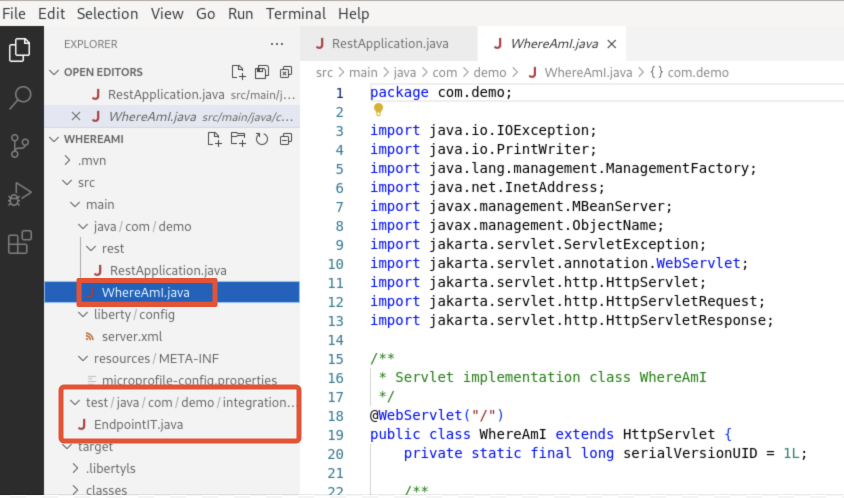 File Edit Selection View Go Run Terminal Help
EXPLORER
OPEN EDITORS
J RestApplication.java src/main/j...
J WhereAmI.java src/main/java/c...
WHEREAMI
.mvn
src
main
java / com / demo
rest
J RestApplication.java
J WhereAmI.java
liberty / config
server.xml
resources / META-INF
microprofile-config.properties
test / java / com / demo / integration...
J EndpointIT.java
target
.libertyls
classes
J RestApplication.java J WhereAmI.java
src > main > java > com > demo > J WhereAmI.java > {} com.demo
1 package com.demo;
2
3 import java.io.IOException;
4 import java.io.PrintWriter;
5 import java.lang.management.ManagementFactory;
6 import java.net.InetAddress;
7 import javax.management.MBeanServer;
8 import javax.management.ObjectName;
9 import jakarta.servlet.ServletException;
10 import jakarta.servlet.annotation.WebServlet;
11 import jakarta.servlet.http.HttpServlet;
12 import jakarta.servlet.http.HttpServletRequest;
13 import jakarta.servlet.http.HttpServletResponse;
14
15 /**
16 * Servlet implementation class WhereAmI
17 */
18 @WebServlet("/")
19 public class WhereAmI extends HttpServlet {
20 private static final long serialVersionUID = 1L;
21
22 /**